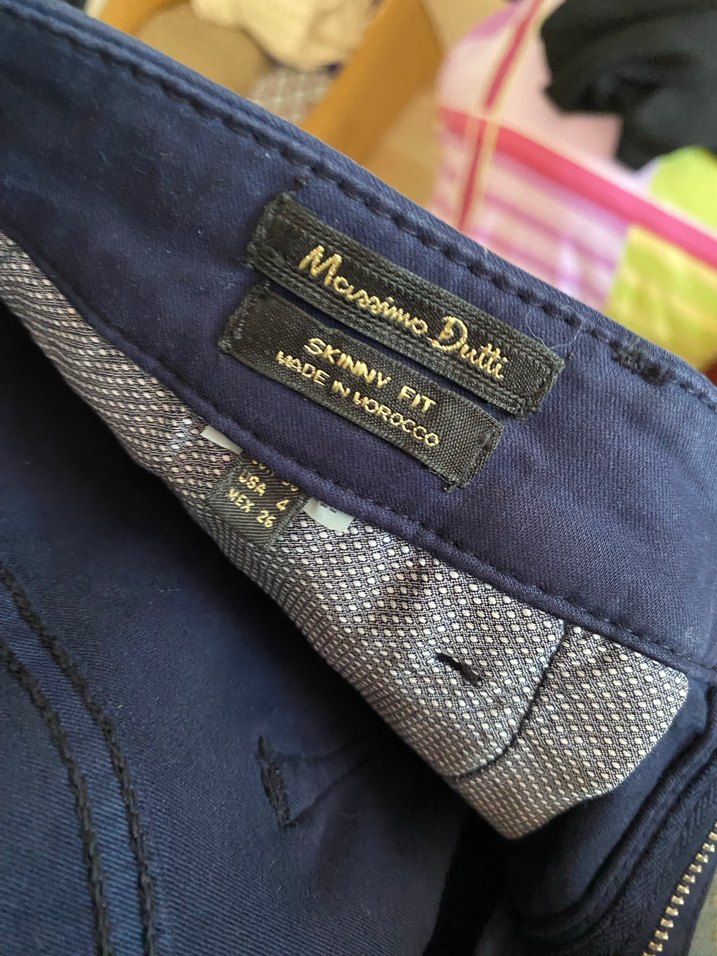 Massimo Dutti
SKINNY FIT
MADE IN MOROCCO
USA 4
MEX 26